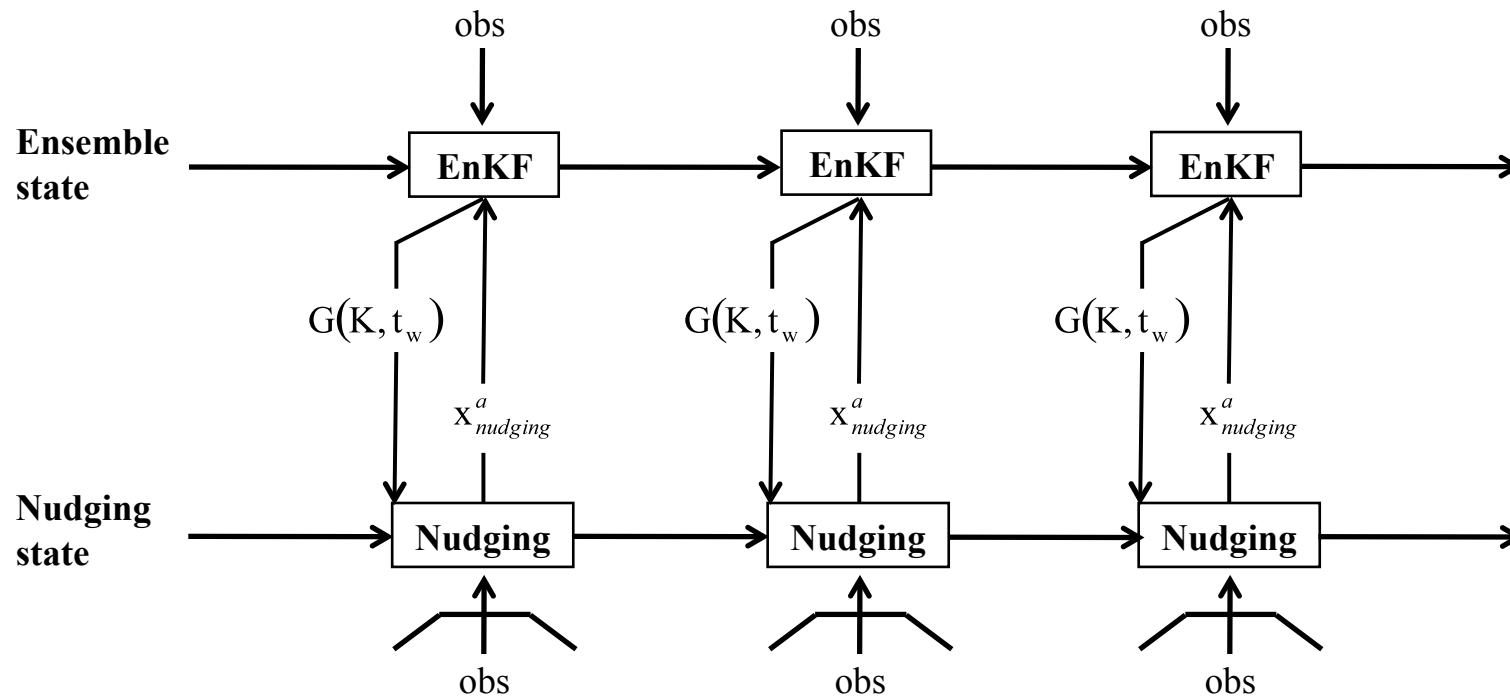 obs obs obs
Ensemble
state
EnKF EnKF EnKF
G(K, t_w) G(K, t_w) G(K, t_w)
x^a_nudging x^a_nudging x^a_nudging
Nudging
state
Nudging Nudging Nudging
obs obs obs